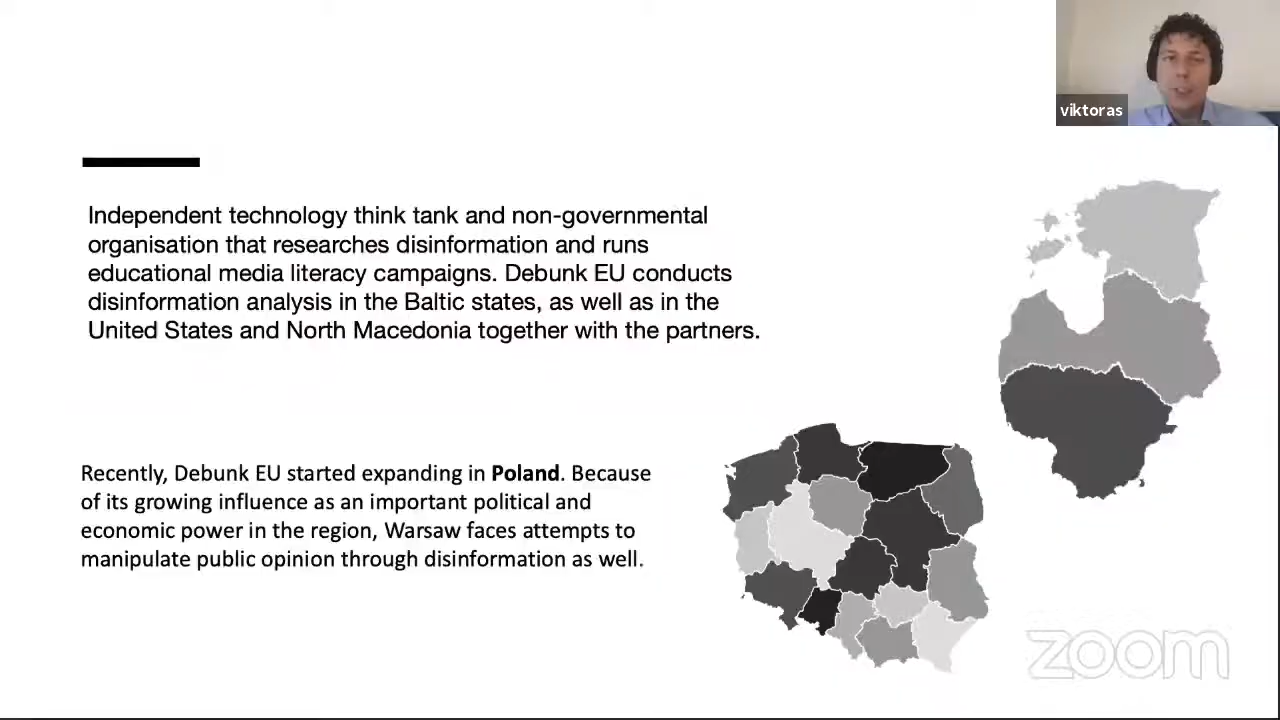 viktoras
Independent technology think tank and non-governmental
organisation that researches disinformation and runs
educational media literacy campaigns. Debunk EU conducts
disinformation analysis in the Baltic states, as well as in the
United States and North Macedonia together with the partners.
Recently, Debunk EU started expanding in Poland. Because
of its growing influence as an important political and
economic power in the region, Warsaw faces attempts to
manipulate public opinion through disinformation as well.
zoom